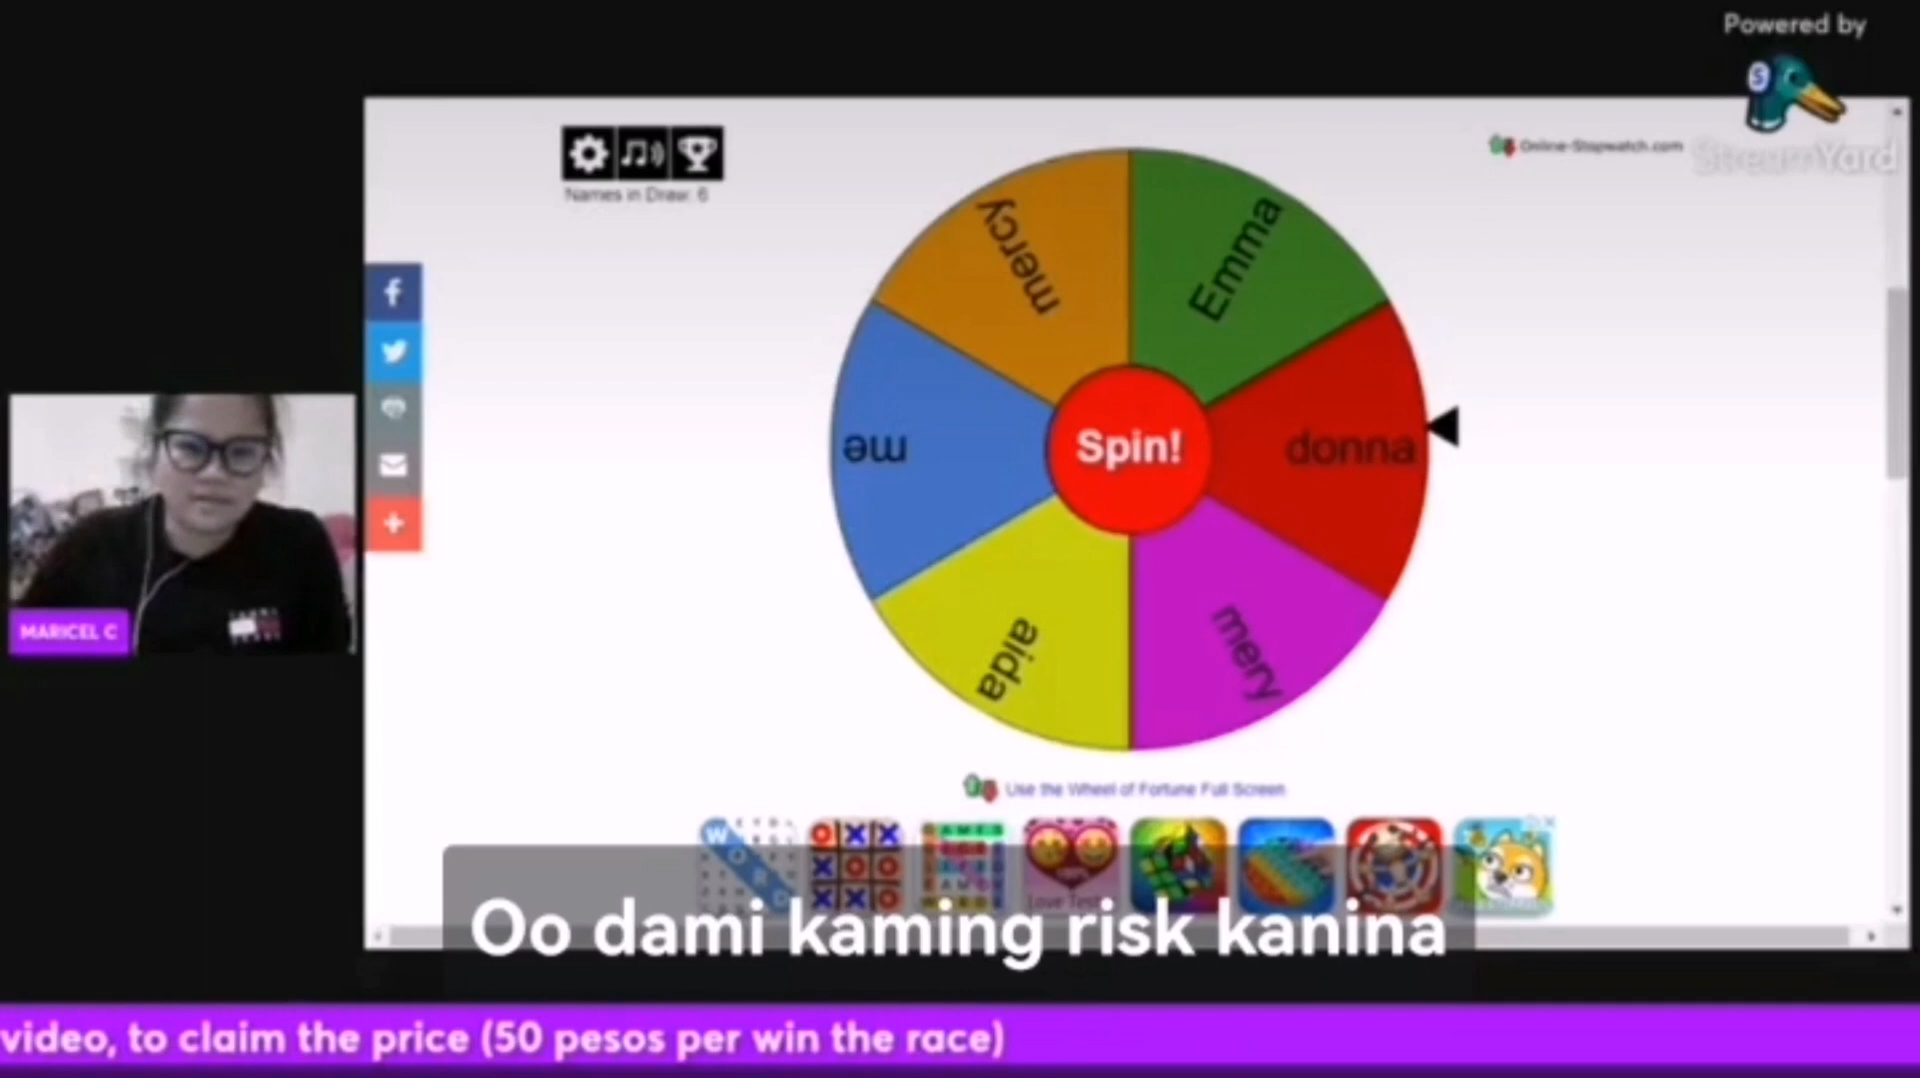 Powered by
StreamYard
Online-Stopwatch.com
Names in Draw: 6
mercy
Emma
me
Spin!
donna
aida
mery
MARICEL C
Use the Wheel of Fortune Full Screen
Love Test
Oo dami kaming risk kanina
video, to claim the price (50 pesos per win the race)